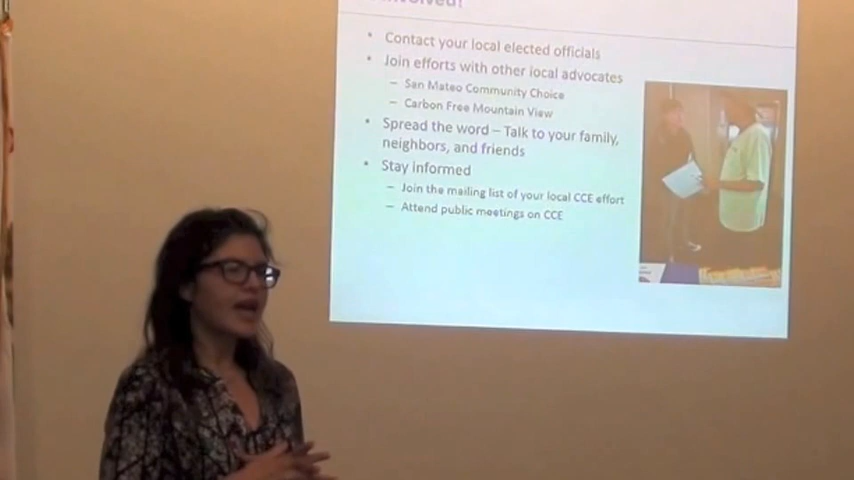 involved!
• Contact your local elected officials
• Join efforts with other local advocates
– San Mateo Community Choice
– Carbon Free Mountain View
• Spread the word – Talk to your family,
neighbors, and friends
• Stay informed
– Join the mailing list of your local CCE effort
– Attend public meetings on CCE